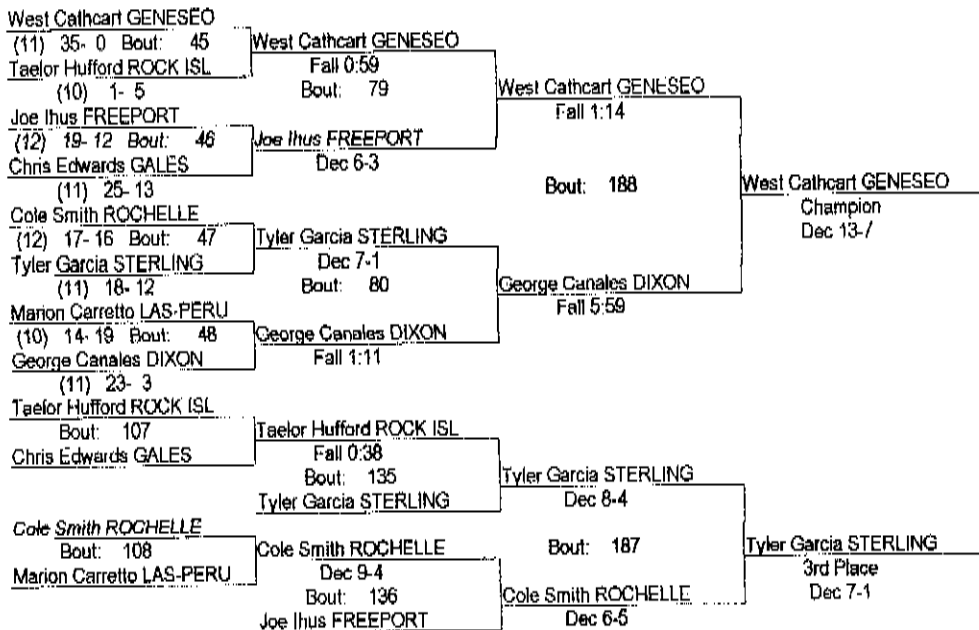 West Cathcart GENESEO
(11) 35- 0 Bout: 45
Taelor Hufford ROCK ISL
(10) 1- 5
Joe Ihus FREEPORT
(12) 19- 12 Bout: 46
Chris Edwards GALES
(11) 25- 13
Cole Smith ROCHELLE
(12) 17- 16 Bout: 47
Tyler Garcia STERLING
(11) 18- 12
Marion Carretto LAS-PERU
(10) 14- 19 Bout: 48
George Canales DIXON
(11) 23- 3
West Cathcart GENESEO
Fall 0:59
Bout: 79
Joe Ihus FREEPORT
Dec 6-3
Tyler Garcia STERLING
Dec 7-1
Bout: 80
George Canales DIXON
Fall 1:11
West Cathcart GENESEO
Fall 1:14
Bout: 188
George Canales DIXON
Fall 5:59
West Cathcart GENESEO
Champion
Dec 13-7
Taelor Hufford ROCK ISL
Bout: 107
Chris Edwards GALES
Cole Smith ROCHELLE
Bout: 108
Marion Carretto LAS-PERU
Taelor Hufford ROCK ISL
Fall 0:38
Bout: 135
Tyler Garcia STERLING
Cole Smith ROCHELLE
Dec 9-4
Bout: 136
Joe Ihus FREEPORT
Tyler Garcia STERLING
Dec 8-4
Bout: 187
Cole Smith ROCHELLE
Dec 6-5
Tyler Garcia STERLING
3rd Place
Dec 7-1